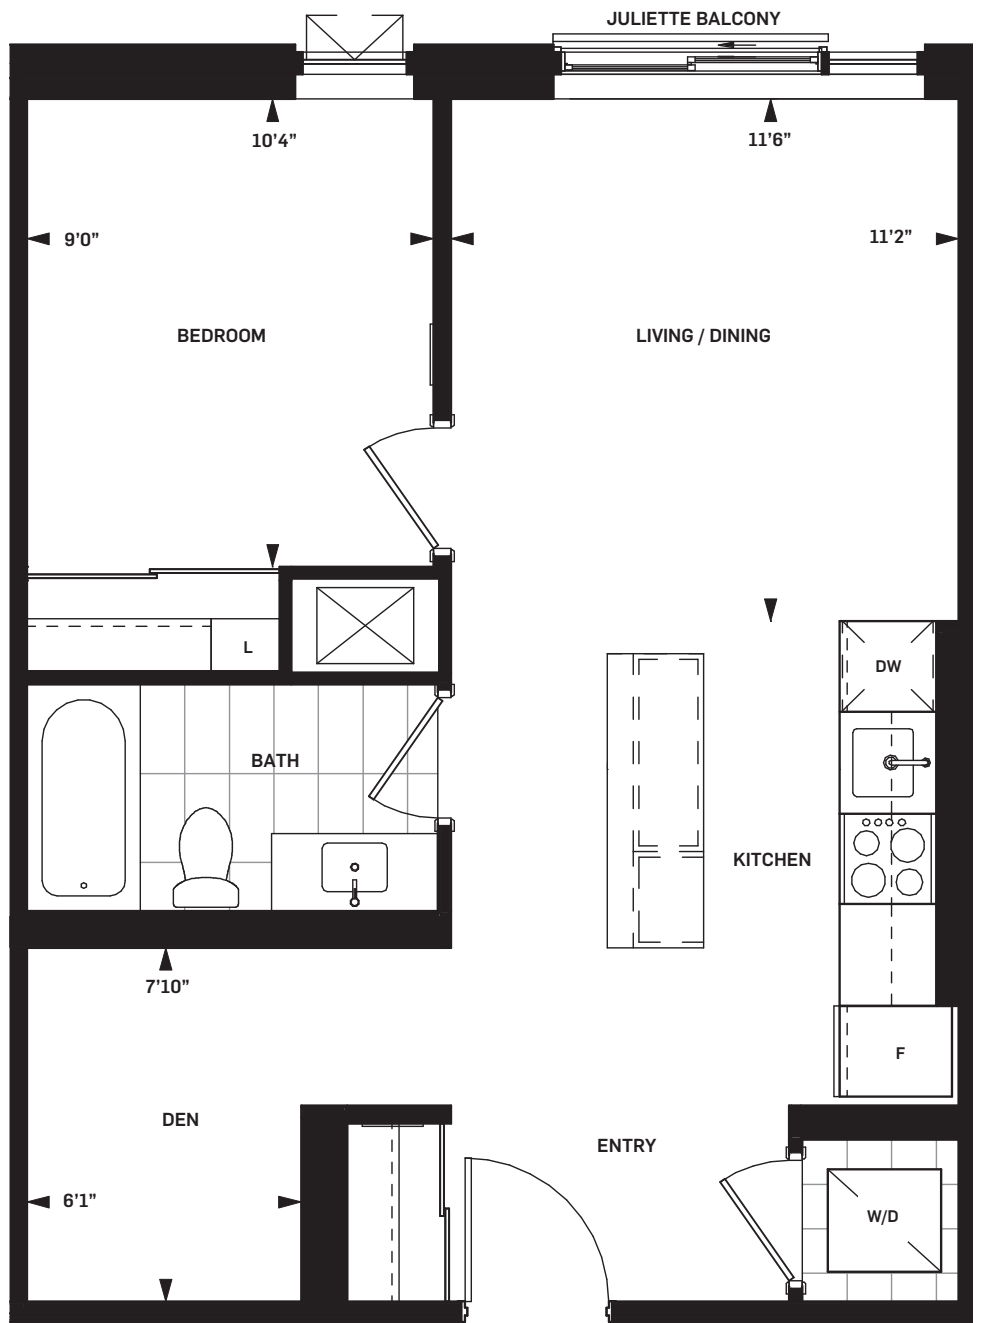 JULIETTE BALCONY
10’4”
11’6”
9’0”
11’2”
BEDROOM
LIVING / DINING
L
DW
BATH
KITCHEN
7’10”
F
DEN
ENTRY
6’1”
W/D